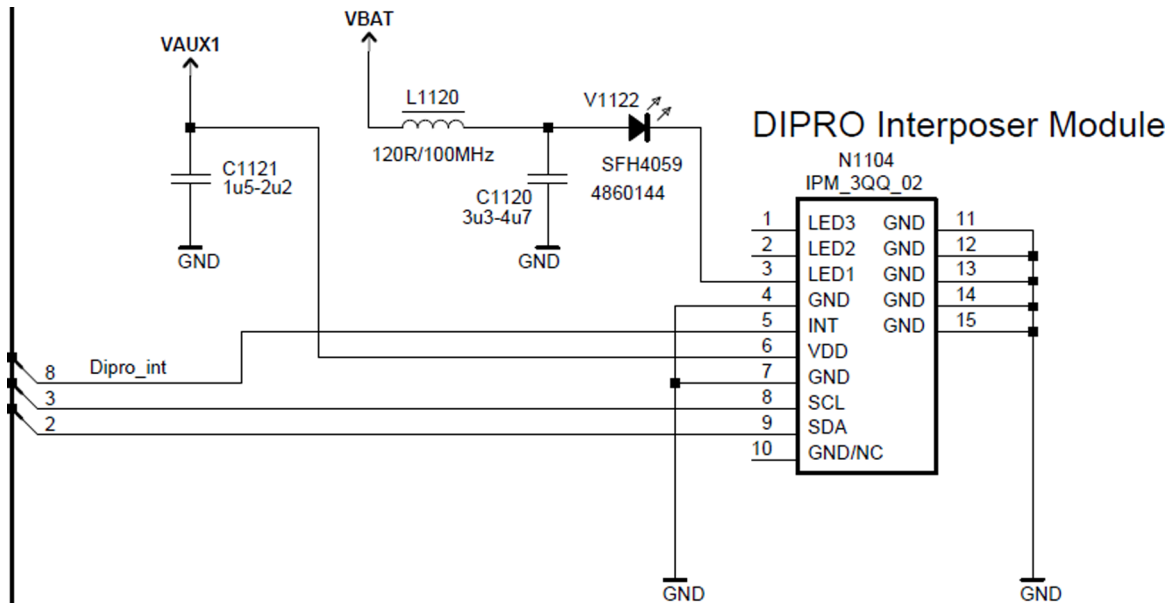 VBAT
VAUX1
L1120
120R/100MHz
V1122
SFH4059
4860144
C1121
1u5-2u2
C1120
3u3-4u7
GND
GND
DIPRO Interposer Module
N1104
IPM_3QQ_02
1 LED3 GND 11
2 LED2 GND 12
3 LED1 GND 13
4 GND GND 14
5 INT GND 15
6 VDD
7 GND
8 SCL
9 SDA
10 GND/NC
8 Dipro_int
3
2
GND
GND